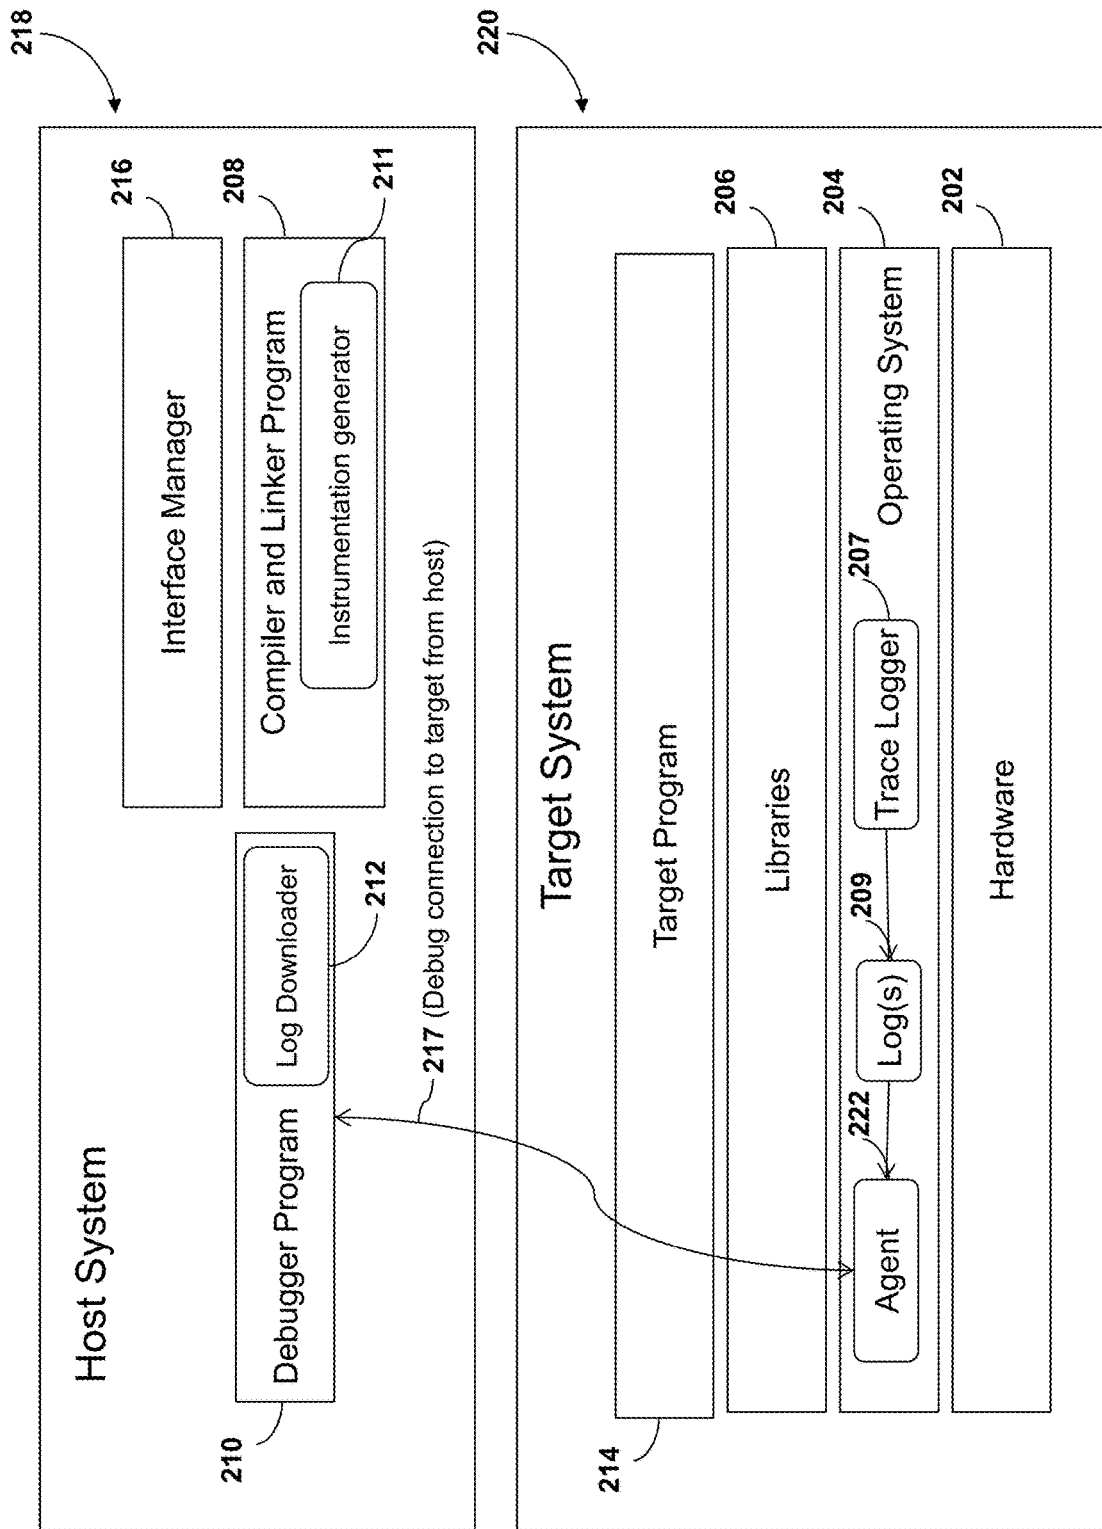 218
Host System
216
Interface Manager
208
Compiler and Linker Program
211
Instrumentation generator
210
Debugger Program
Log Downloader
212
217 (Debug connection to target from host)
220
Target System
214
Target Program
206
Libraries
204
Operating System
222
Agent
209
Log(s)
207
Trace Logger
202
Hardware